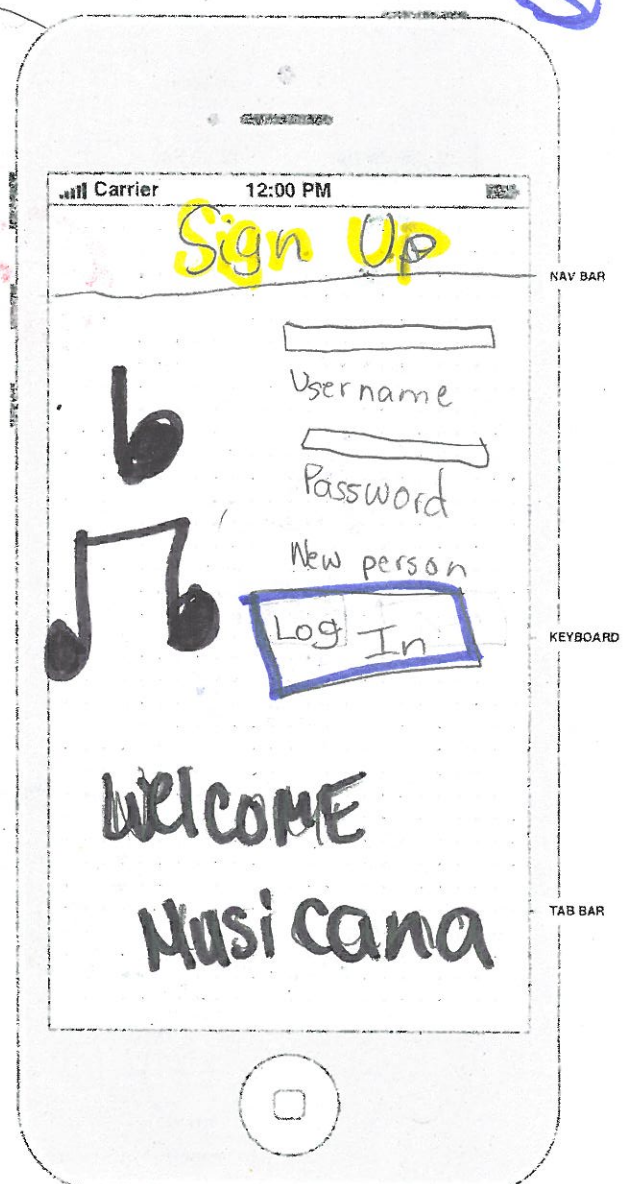 Carrier 12:00 PM
Sign Up
NAV BAR
Username
Password
New person
Log In
KEYBOARD
WelcoME
Musicana
TAB BAR